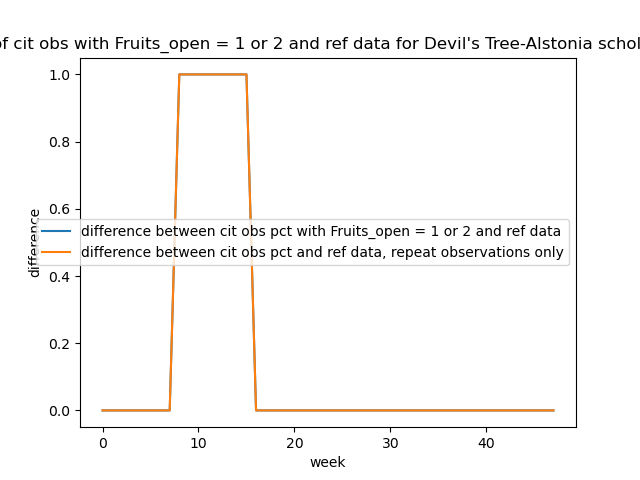 of cit obs with Fruits_open = 1 or 2 and ref data for Devil's Tree-Alstonia schol
1.0
0.8
0.6
difference between cit obs pct with Fruits_open = 1 or 2 and ref data
difference between cit obs pct and ref data, repeat observations only
difference
0.4
0.2
0.0
0 10 20 30 40
week